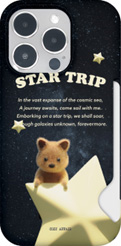 STAR TRIP
In the vast expanse of the cosmic sea,
A journey awaits, come sail with me.
Embarking on a star trip, we shall soar,
through galaxies unknown, forevermore.